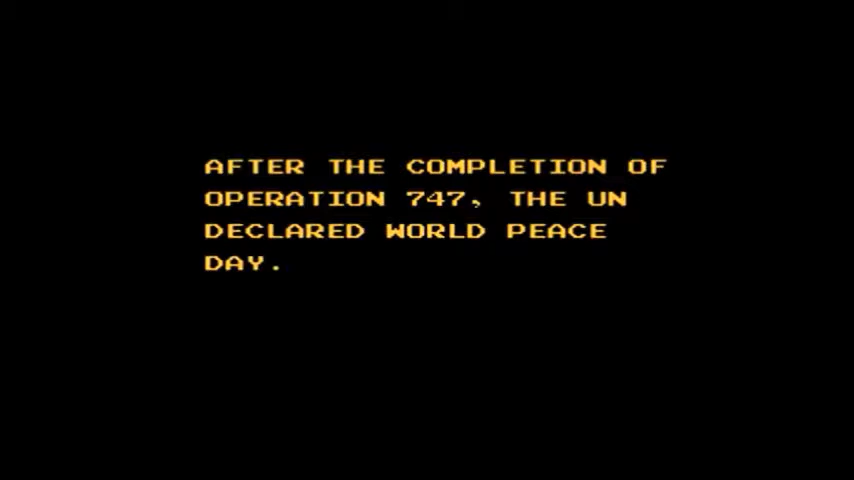 AFTER THE COMPLETION OF
OPERATION 747, THE UN
DECLARED WORLD PEACE
DAY.